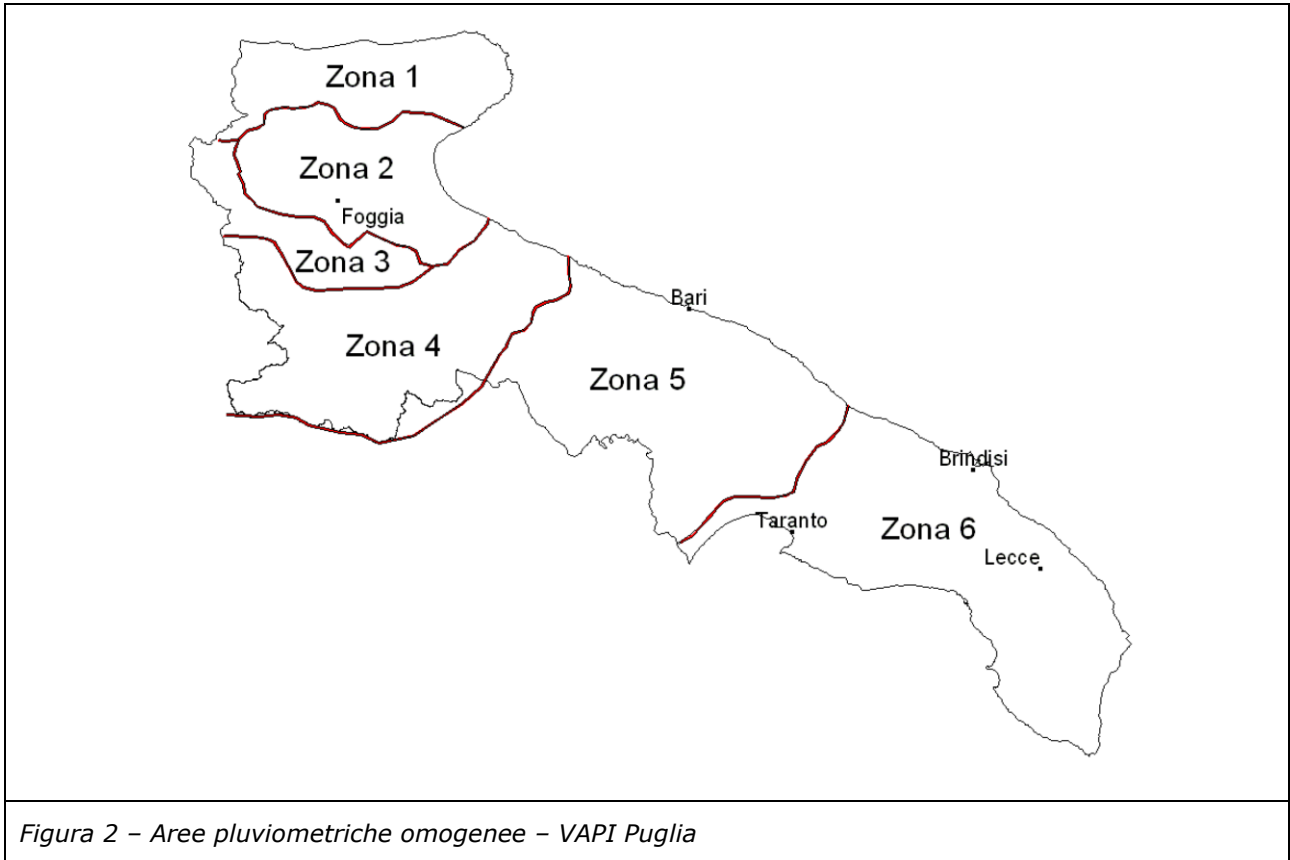 Zona 1
Zona 2
Foggia
Zona 3
Bari
Zona 4
Zona 5
Brindisi
Taranto
Zona 6
Lecce
Figura 2 – Aree pluviometriche omogenee – VAPI Puglia